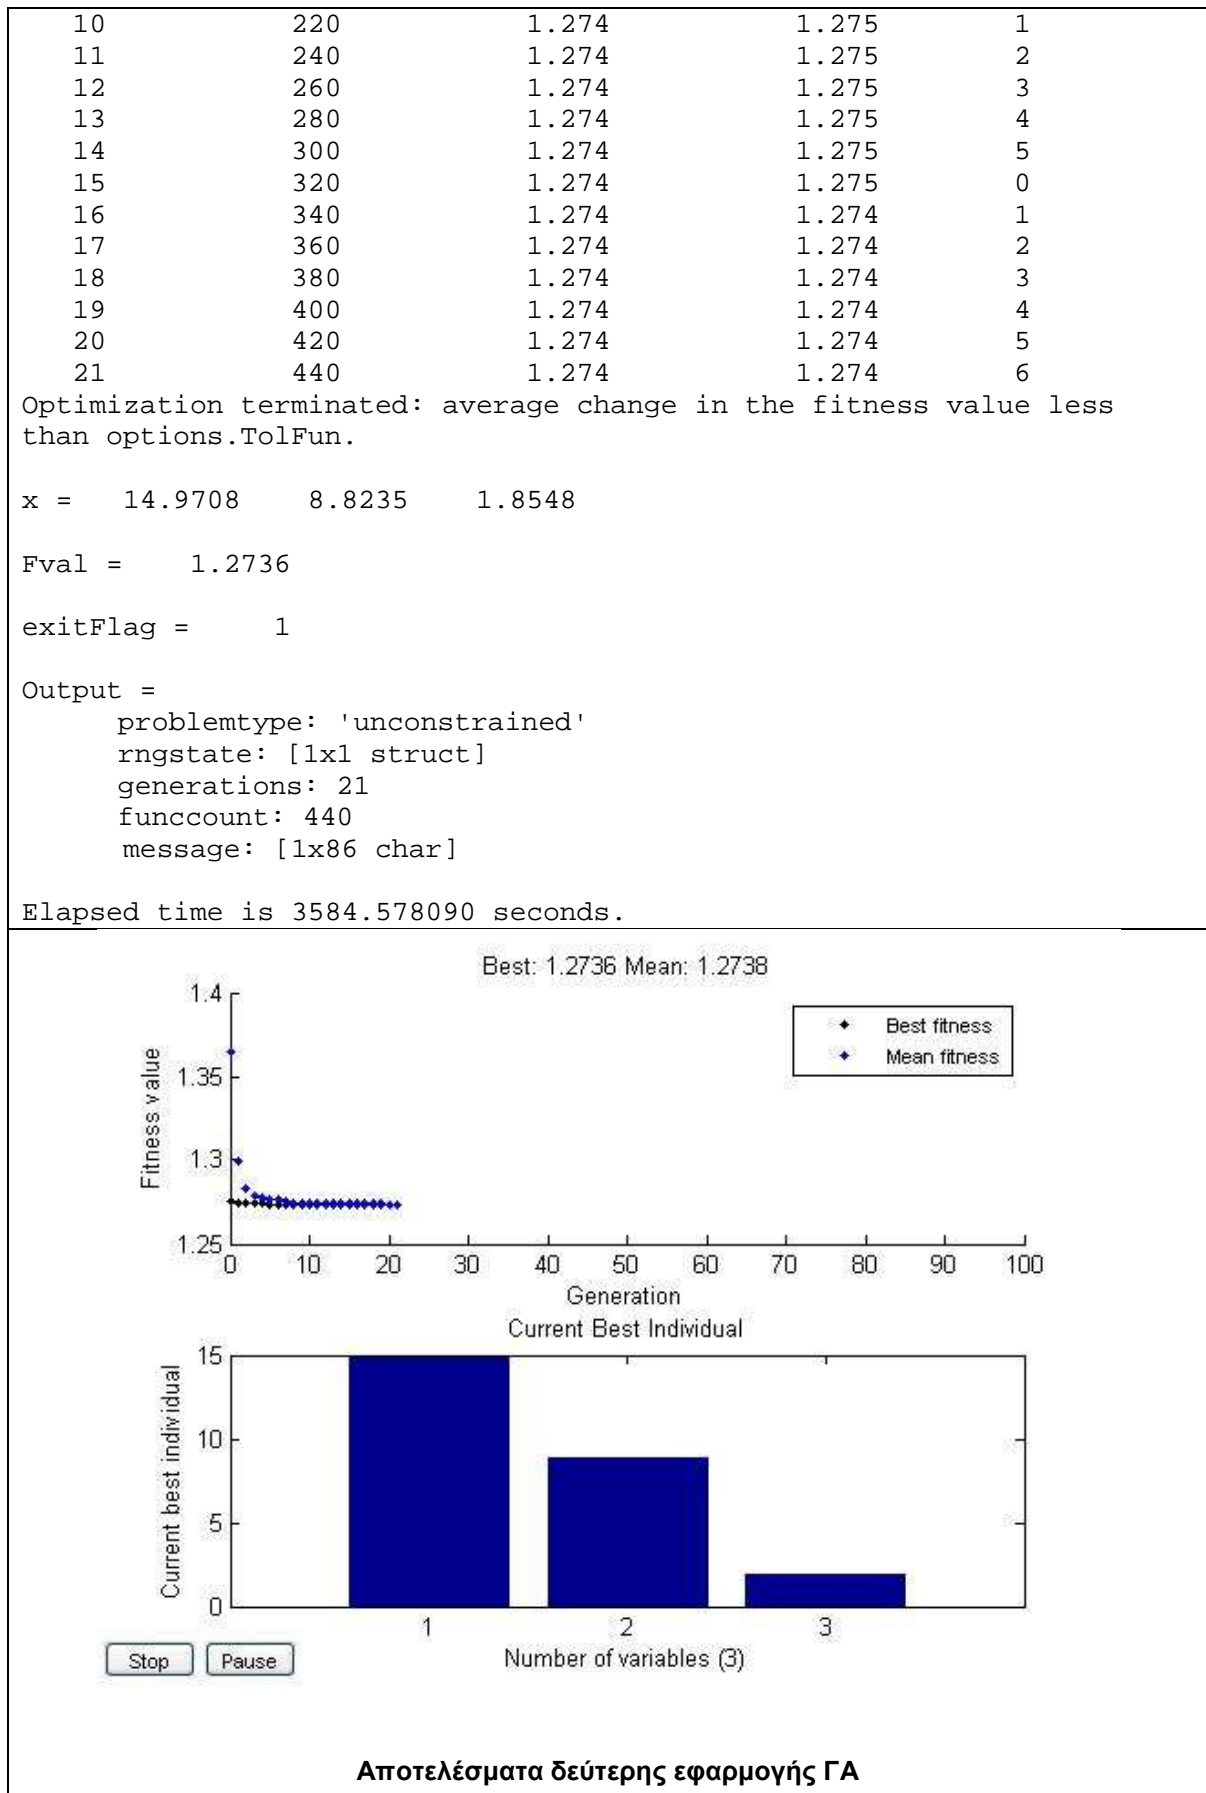 10 220 1.274 1.275 1
11 240 1.274 1.275 2
12 260 1.274 1.275 3
13 280 1.274 1.275 4
14 300 1.274 1.275 5
15 320 1.274 1.275 0
16 340 1.274 1.274 1
17 360 1.274 1.274 2
18 380 1.274 1.274 3
19 400 1.274 1.274 4
20 420 1.274 1.274 5
21 440 1.274 1.274 6
Optimization terminated: average change in the fitness value less
than options.TolFun.
x = 14.9708 8.8235 1.8548
Fval = 1.2736
exitFlag = 1
Output =
problemtype: 'unconstrained'
rngstate: [1x1 struct]
generations: 21
funccount: 440
message: [1x86 char]
Elapsed time is 3584.578090 seconds.
Best: 1.2736 Mean: 1.2738
1.4
1.35
1.3
1.25
Fitness value
Best fitness
Mean fitness
0 10 20 30 40 50 60 70 80 90 100
Generation
Current Best Individual
15
10
5
0
Current best individual
1 2 3
Number of variables (3)
Stop Pause
Αποτελέσματα δεύτερης εφαρμογής ΓΑ